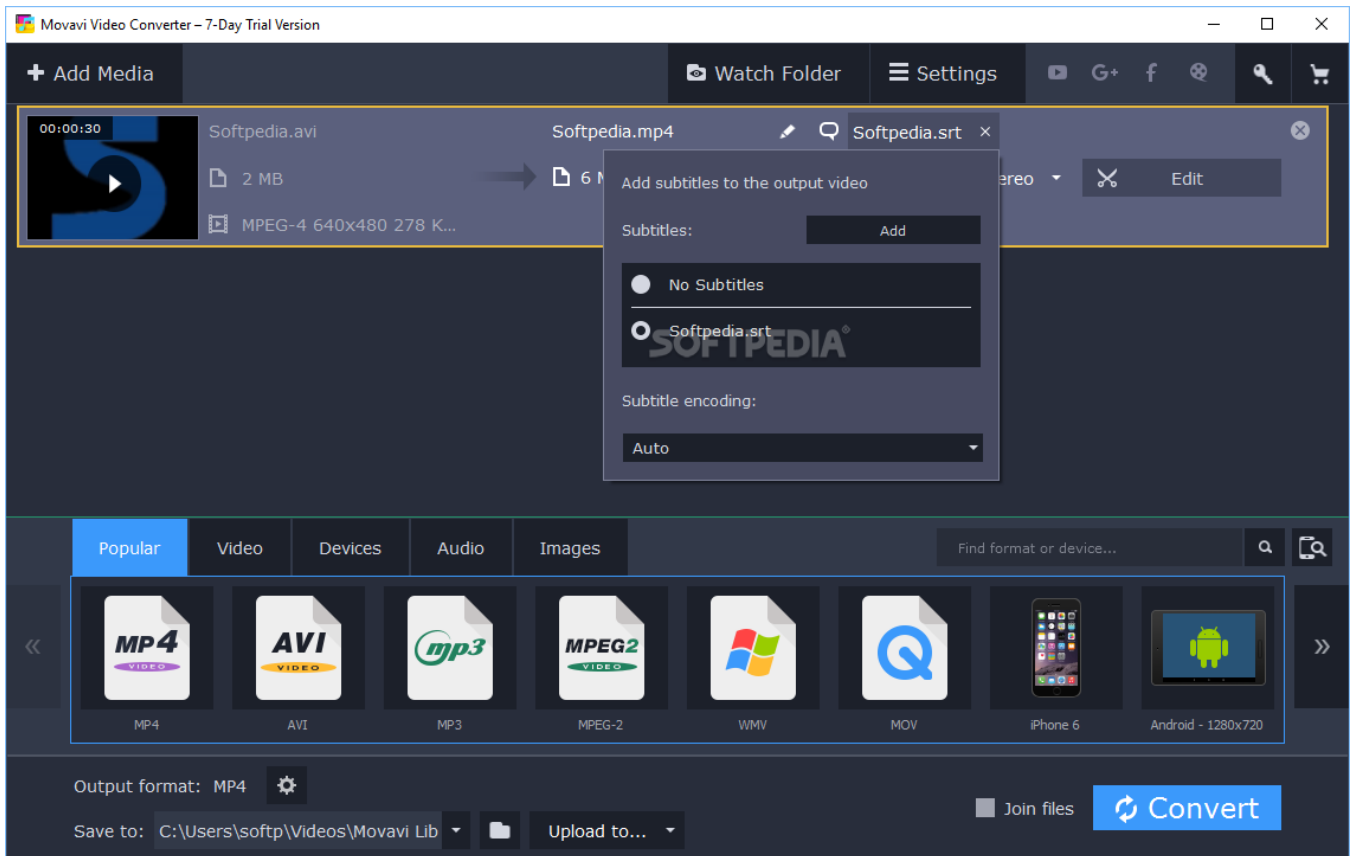 Movavi Video Converter – 7-Day Trial Version
Add Media
Watch Folder
Settings
G+
00:00:30
Softpedia.avi
Softpedia.mp4
Softpedia.srt
2 MB
6
ereo
Edit
MPEG-4 640x480 278 K...
Add subtitles to the output video
Subtitles:
Add
No Subtitles
Softpedia.srt
SOFTPEDIA®
Subtitle encoding:
Auto
Popular
Video
Devices
Audio
Images
Find format or device...
MP4
VIDEO
AVI
VIDEO
mp3
MPEG2
VIDEO
MP4
AVI
MP3
MPEG-2
WMV
MOV
iPhone 6
Android - 1280x720
Output format: MP4
Join files
Convert
Save to: C:\Users\softp\Videos\Movavi Lib
Upload to...